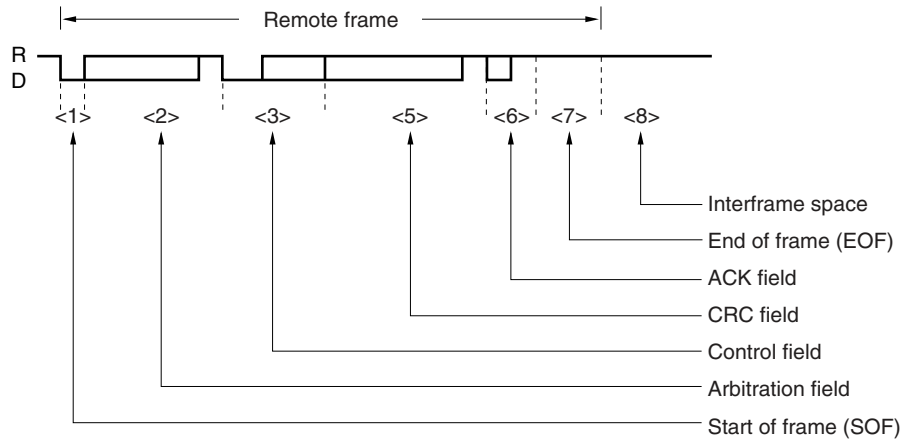 Remote frame
R
D
<1> <2> <3> <5> <6> <7> <8>
Interframe space
End of frame (EOF)
ACK field
CRC field
Control field
Arbitration field
Start of frame (SOF)